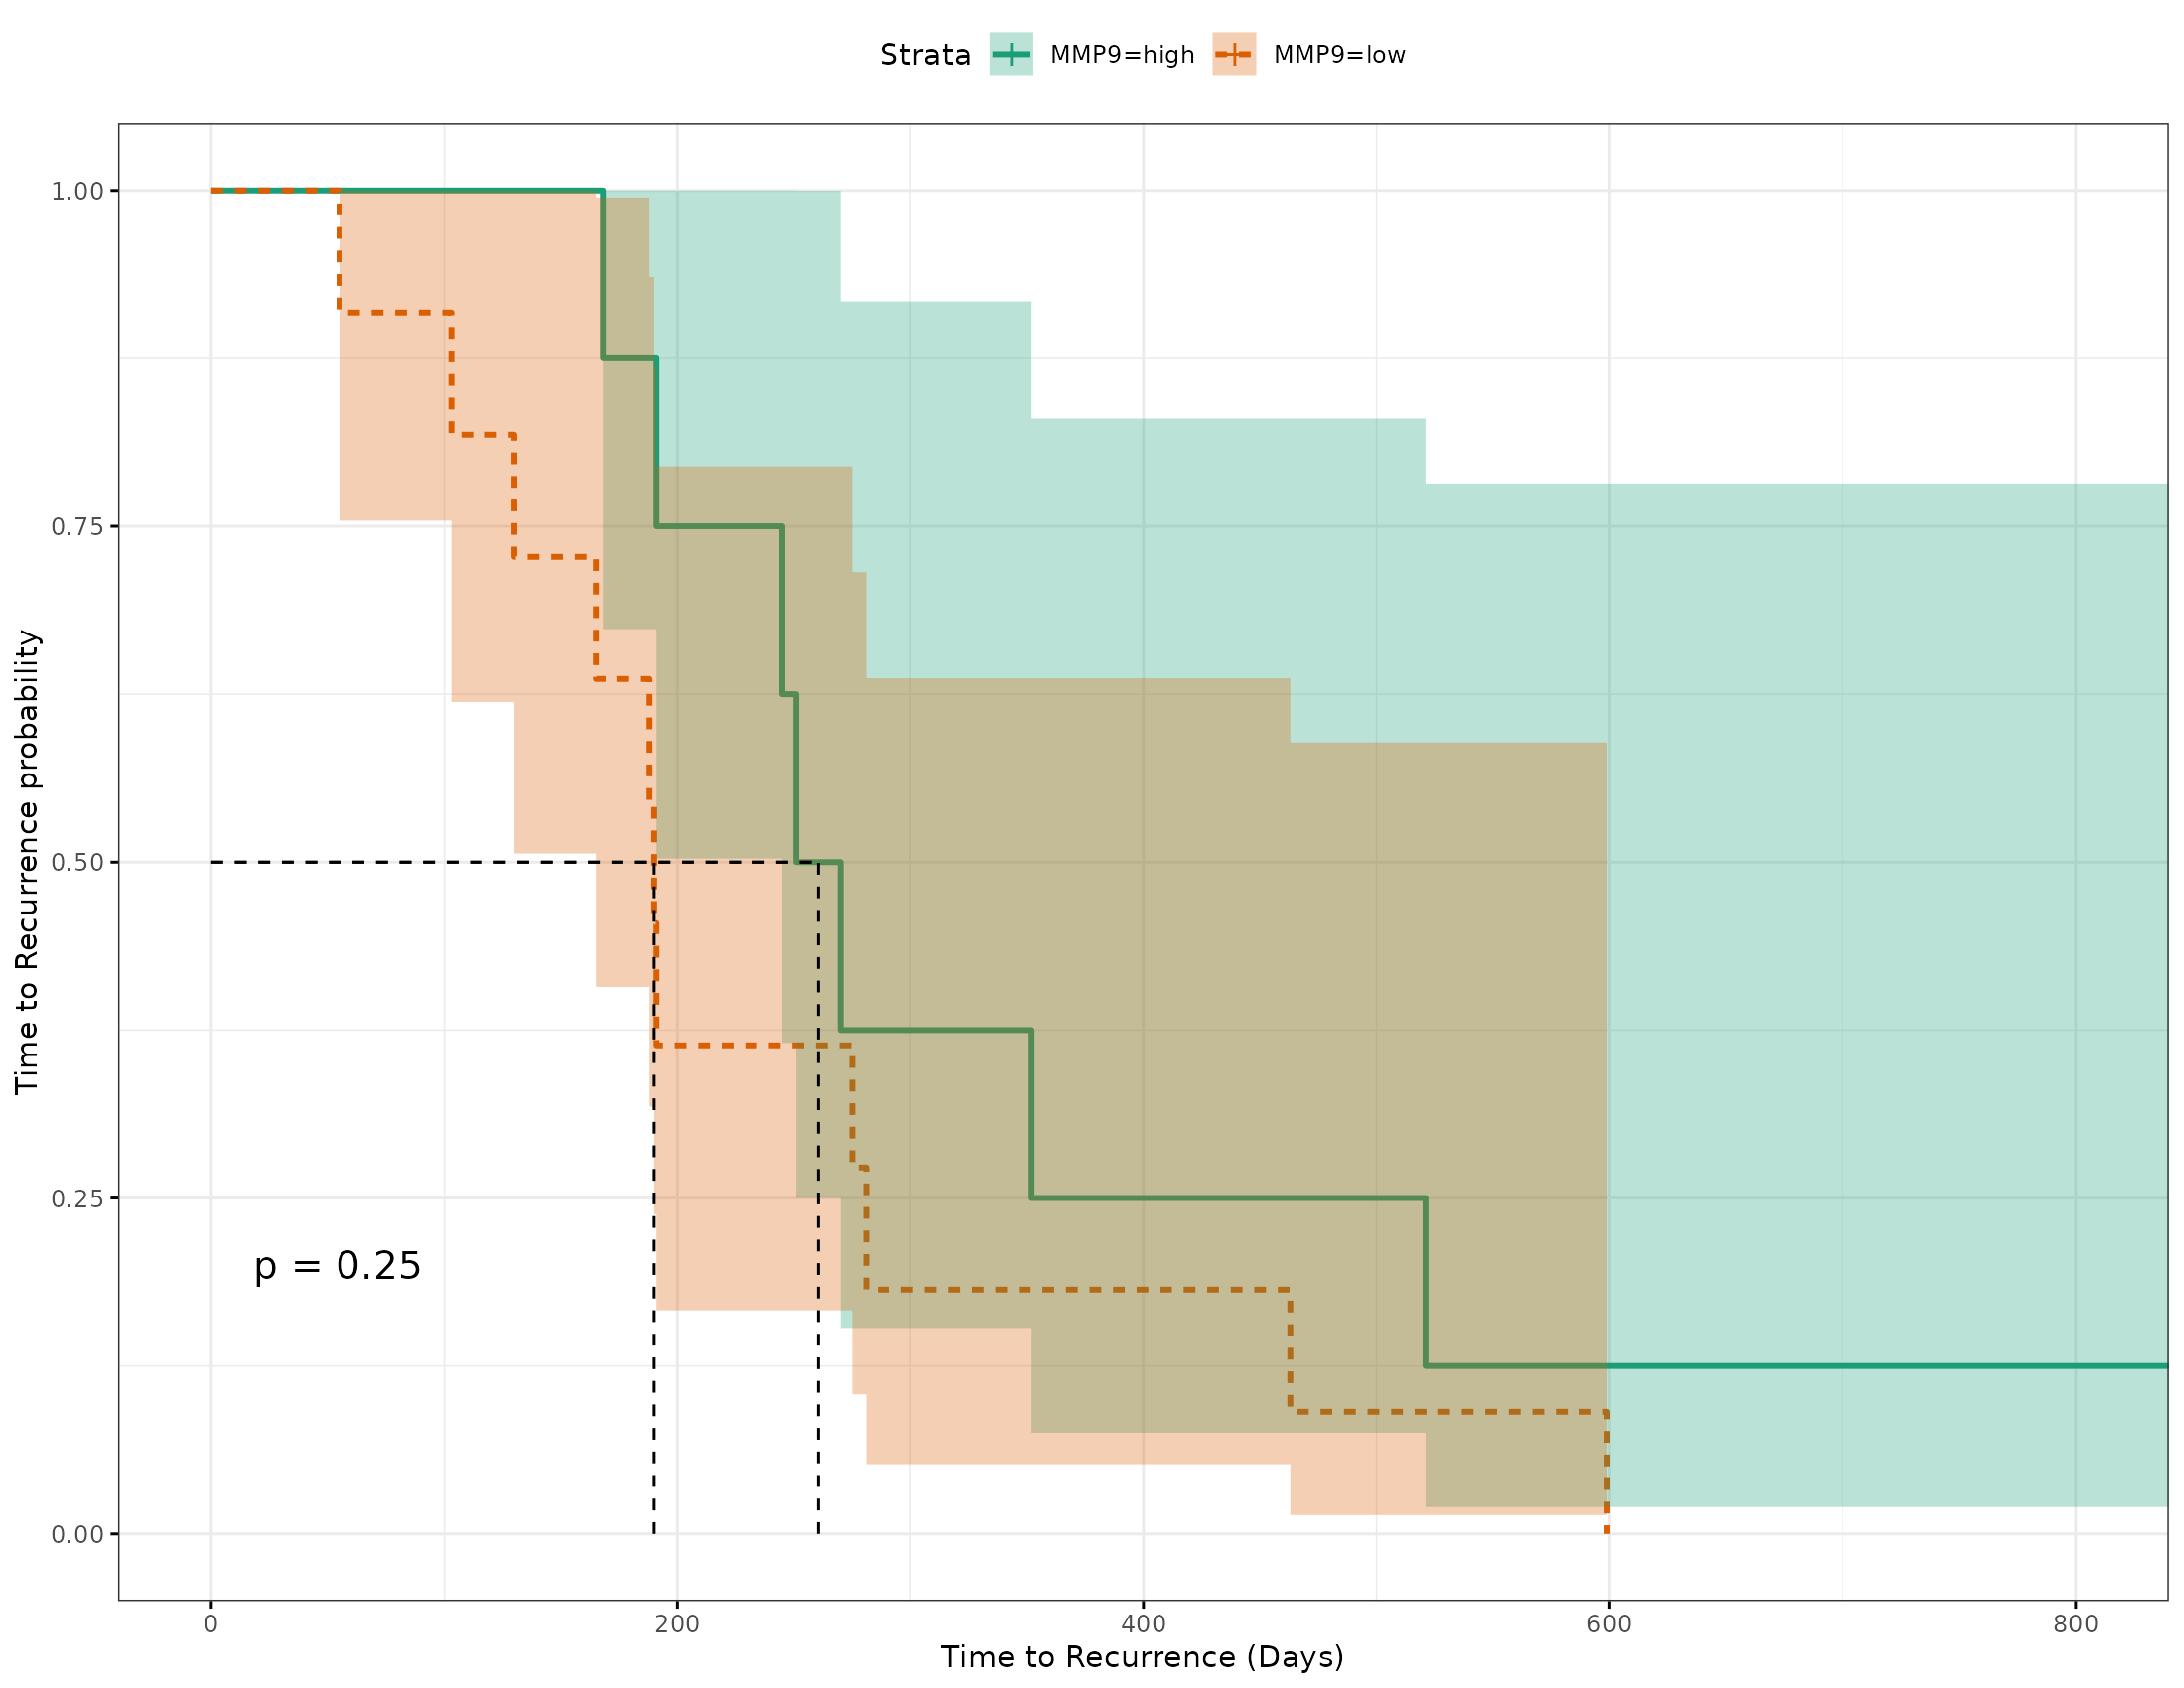 Strata MMP9=high MMP9=low
Time to Recurrence probability
1.00
0.75
0.50
0.25
0.00
p = 0.25
0 200 400 600 800
Time to Recurrence (Days)